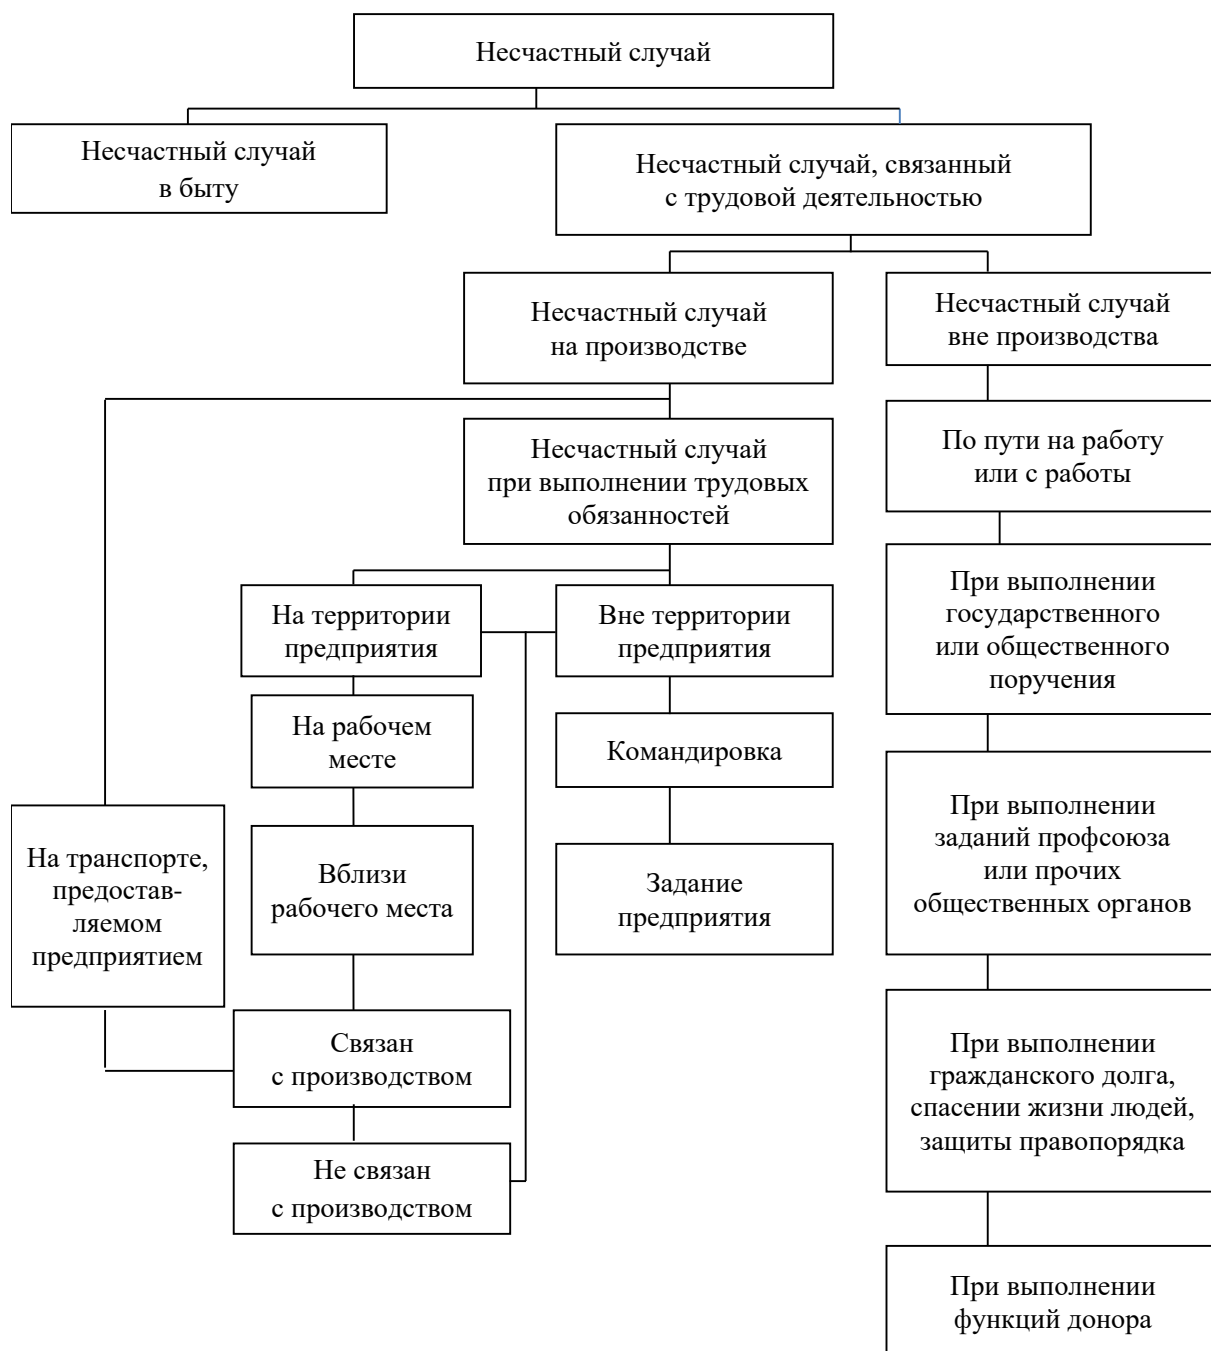 Несчастный случай
Несчастный случай
в быту
Несчастный случай, связанный
с трудовой деятельностью
Несчастный случай
на производстве
Несчастный случай
вне производства
Несчастный случай
при выполнении трудовых
обязанностей
По пути на работу
или с работы
На территории
предприятия
Вне территории
предприятия
При выполнении
государственного
или общественного
поручения
На рабочем
месте
Командировка
На транспорте,
предостав-
ляемом
предприятием
Вблизи
рабочего места
Задание
предприятия
При выполнении
заданий профсоюза
или прочих
общественных органов
Связан
с производством
При выполнении
гражданского долга,
спасении жизни людей,
защиты правопорядка
Не связан
с производством
При выполнении
функций донора